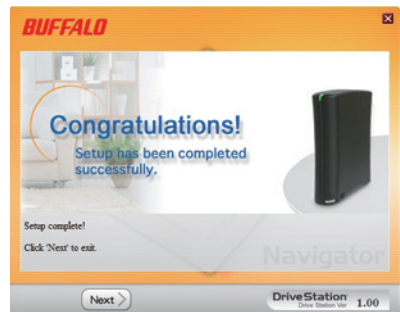 BUFFALO
Congratulations!
Setup has been completed
successfully.
Setup complete!
Click 'Next' to exit.
Navigator
Next
DriveStation
Drive Station Ver 1.00